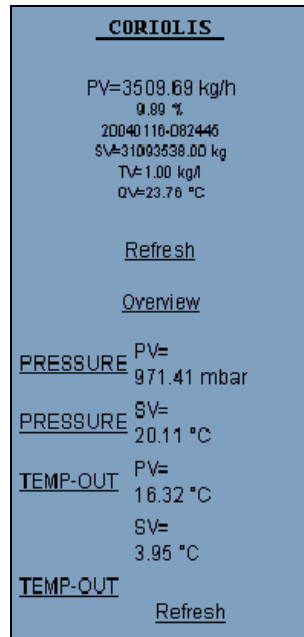 CORIOLIS
PV=3509.69 kg/h
9.89 %
20040116-082445
SV=31093538.00 kg
TV=1.00 kg/l
QV=23.76 °C
Refresh
Overview
PRESSURE PV=
971.41 mbar
PRESSURE SV=
20.11 °C
TEMP-OUT PV=
16.32 °C
SV=
3.95 °C
TEMP-OUT
Refresh